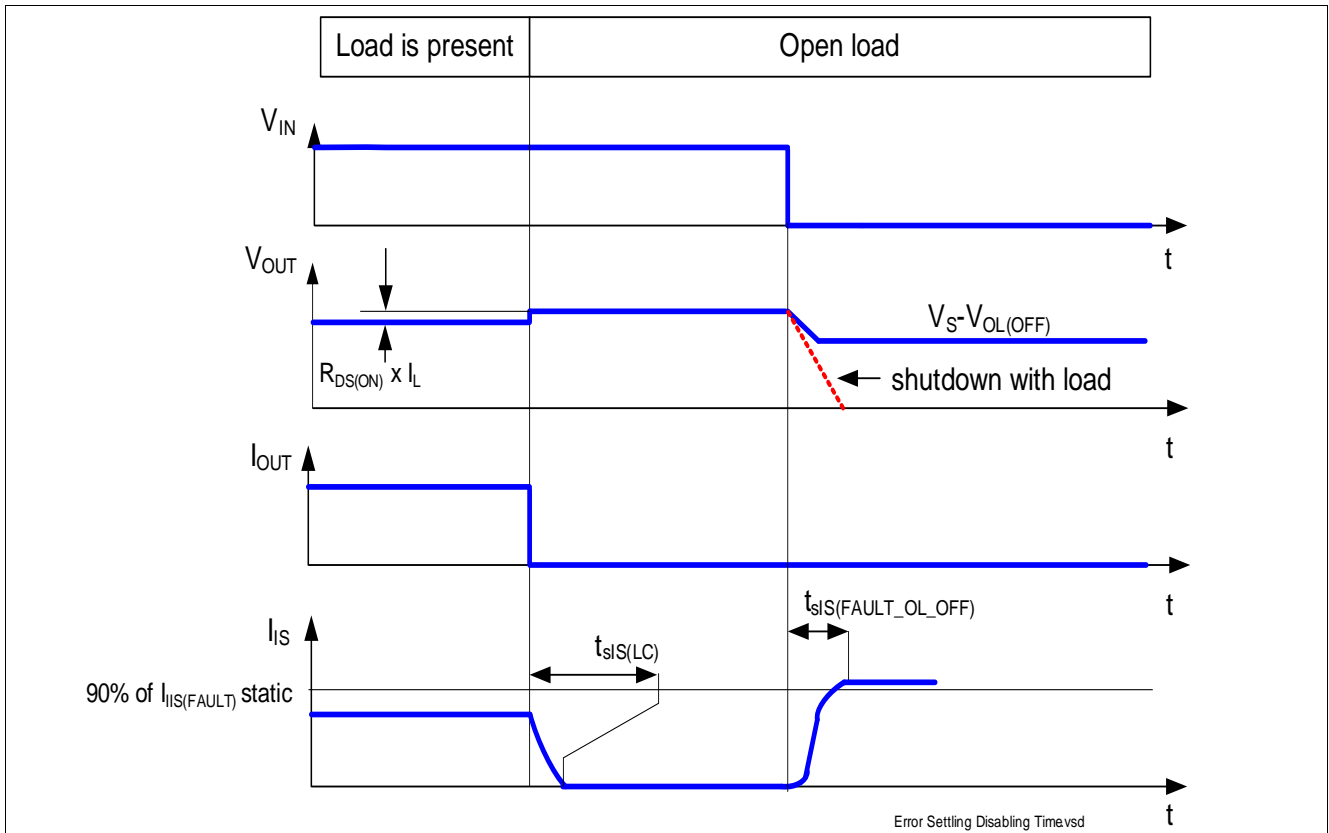 Load is present
Open load
VIN
t
VOUT
RDS(ON) x IL
VS-VOL(OFF)
shutdown with load
t
IOUT
t
IIS
tsIS(LC)
tsIS(FAULT_OL_OFF)
90% of IIIS(FAULT) static
t
Error Settling Disabling Time.vsd